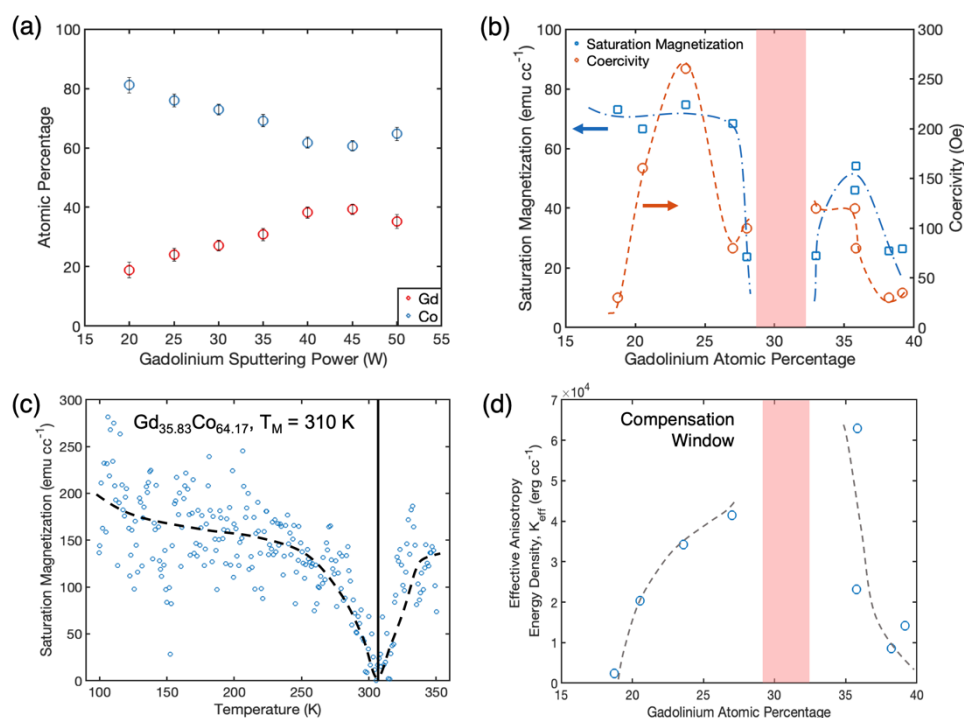 (a)
100
80
60
40
20
0
Atomic Percentage
15 20 25 30 35 40 45 50 55
Gadolinium Sputtering Power (W)
Gd
Co
(b)
100
80
60
40
20
0
Saturation Magnetization (emu cc⁻¹)
Saturation Magnetization
Coercivity
300
250
200
150
100
50
0
Coercivity (Oe)
15 20 25 30 35 40
Gadolinium Atomic Percentage
(c)
300
250
200
150
100
50
0
Saturation Magnetization (emu cc⁻¹)
Gd₃₅.₈₃Co₆₄.₁₇, T_M = 310 K
100 150 200 250 300 350
Temperature (K)
(d)
7 ×10⁴
6
5
4
3
2
1
0
Effective Anisotropy
Energy Density, K_eff (erg cc⁻¹)
Compensation
Window
15 20 25 30 35 40
Gadolinium Atomic Percentage